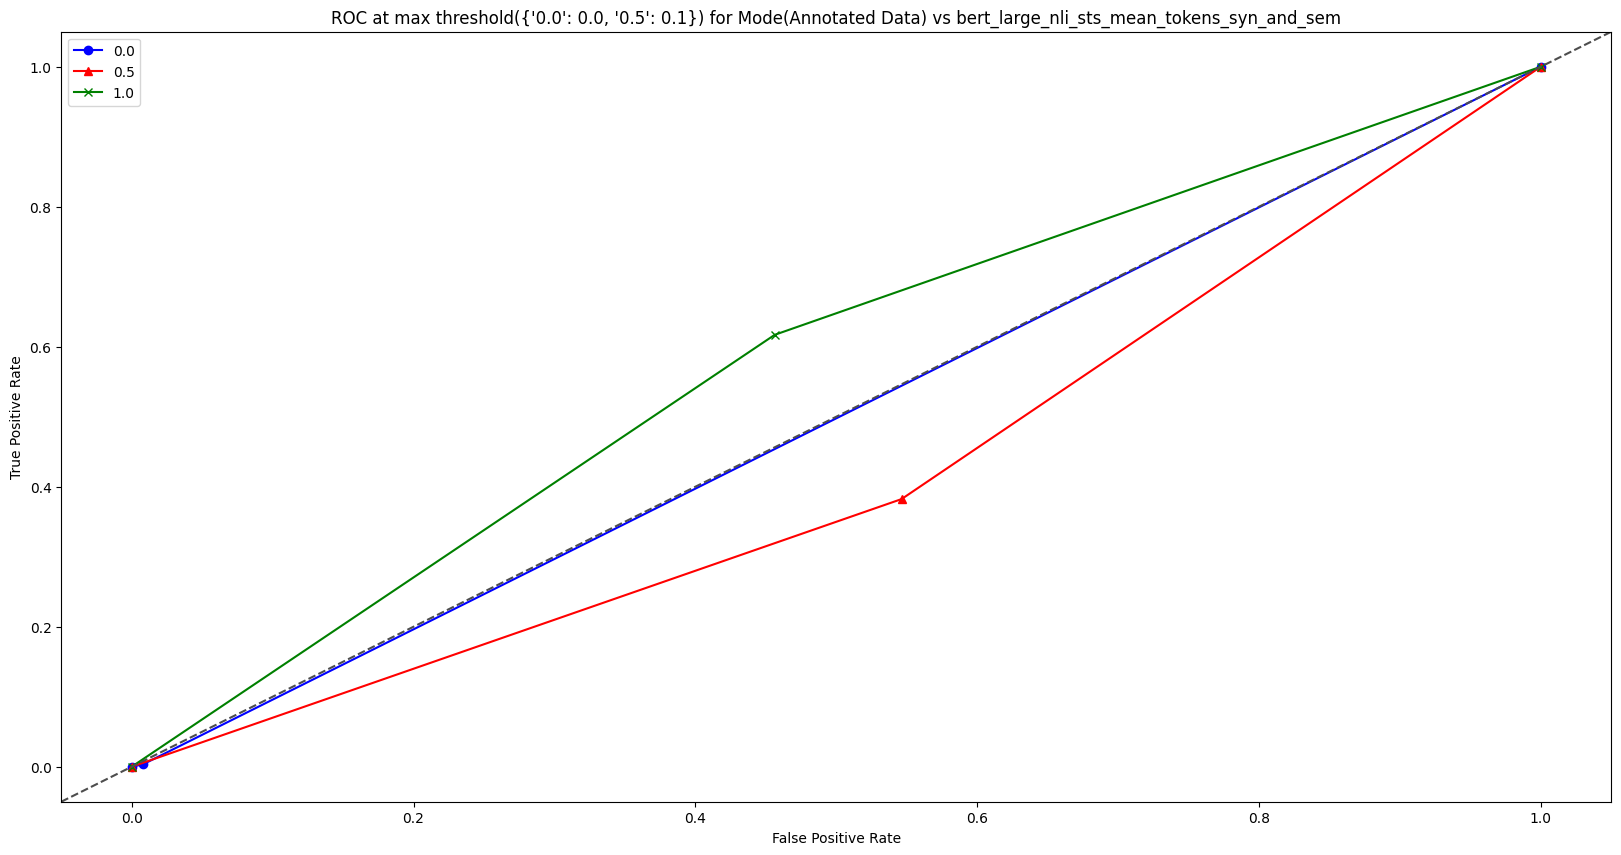 ROC at max threshold({'0.0': 0.0, '0.5': 0.1}) for Mode(Annotated Data) vs bert_large_nli_sts_mean_tokens_syn_and_sem
0.0
0.5
1.0
1.0
0.8
0.6
0.4
0.2
0.0
True Positive Rate
0.0 0.2 0.4 0.6 0.8 1.0
False Positive Rate